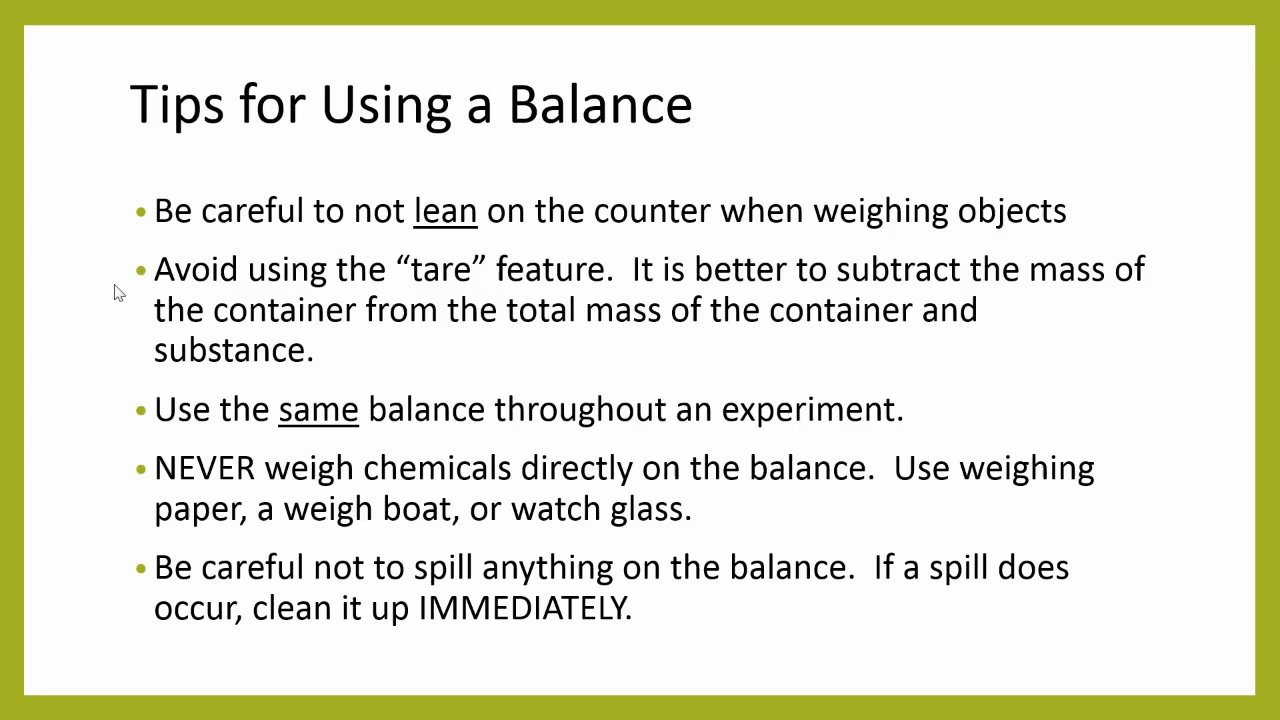 Tips for Using a Balance
• Be careful to not lean on the counter when weighing objects
• Avoid using the “tare” feature.  It is better to subtract the mass of
the container from the total mass of the container and
substance.
• Use the same balance throughout an experiment.
• NEVER weigh chemicals directly on the balance.  Use weighing
paper, a weigh boat, or watch glass.
• Be careful not to spill anything on the balance.  If a spill does
occur, clean it up IMMEDIATELY.